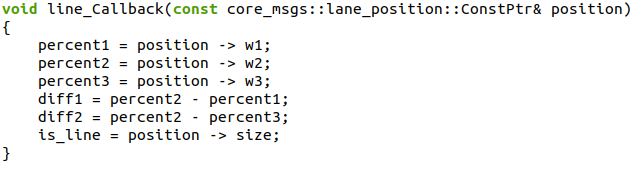 void line_Callback(const core_msgs::lane_position::ConstPtr& position)
{
    percent1 = position -> w1;
    percent2 = position -> w2;
    percent3 = position -> w3;
    diff1 = percent2 - percent1;
    diff2 = percent2 - percent3;
    is_line = position -> size;
}